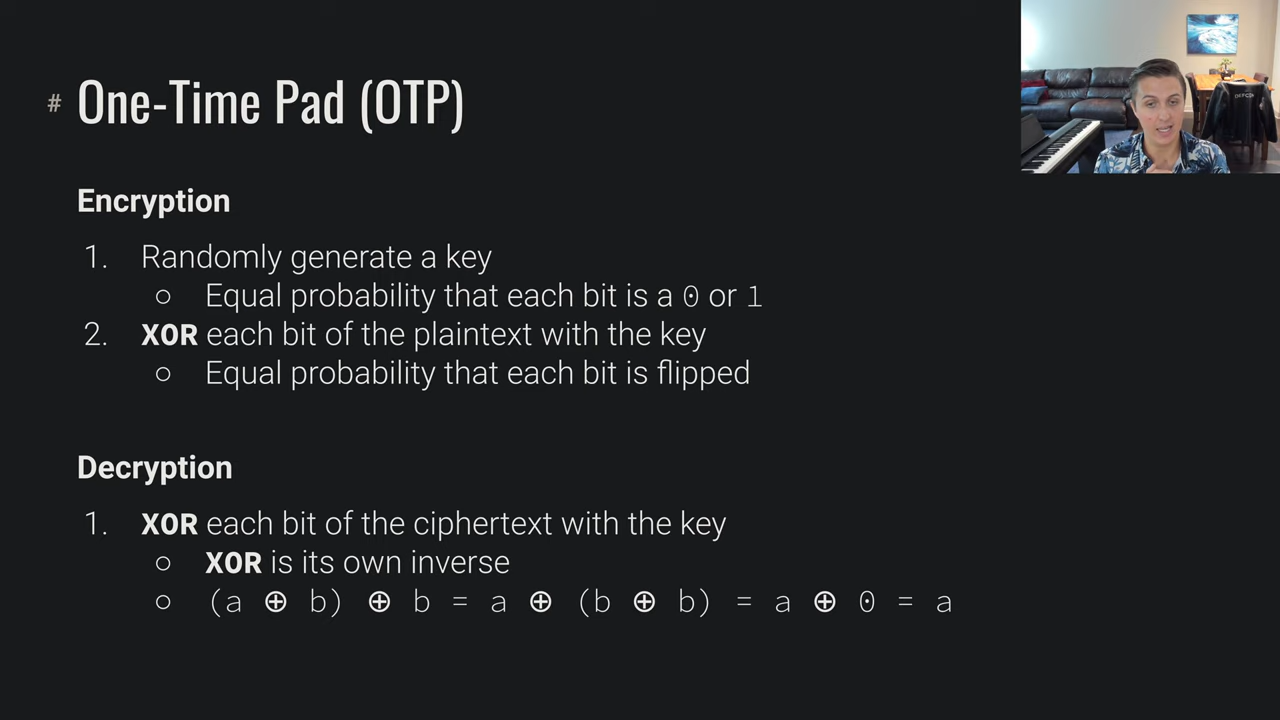 # One-Time Pad (OTP)
Encryption
1. Randomly generate a key
○ Equal probability that each bit is a 0 or 1
2. XOR each bit of the plaintext with the key
○ Equal probability that each bit is flipped
Decryption
1. XOR each bit of the ciphertext with the key
○ XOR is its own inverse
○ (a ⊕ b) ⊕ b = a ⊕ (b ⊕ b) = a ⊕ 0 = a